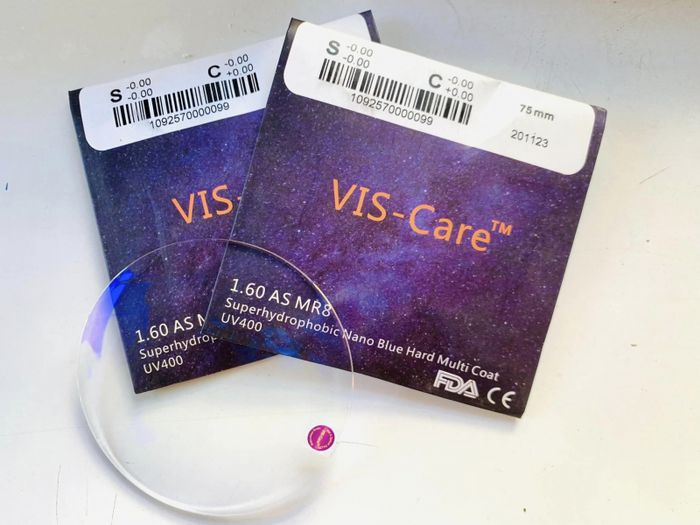 S -0.00
-0.00
C -0.00
+0.00
1092570000099
VIS-
1.60 AS M
Superhydrop
UV400
S -0.00
-0.00
C -0.00
+0.00
75mm
1092570000099
201123
VIS-Care™
1.60 AS MR8
Superhydrophobic Nano Blue Hard Multi Coat
UV400
FDA CE